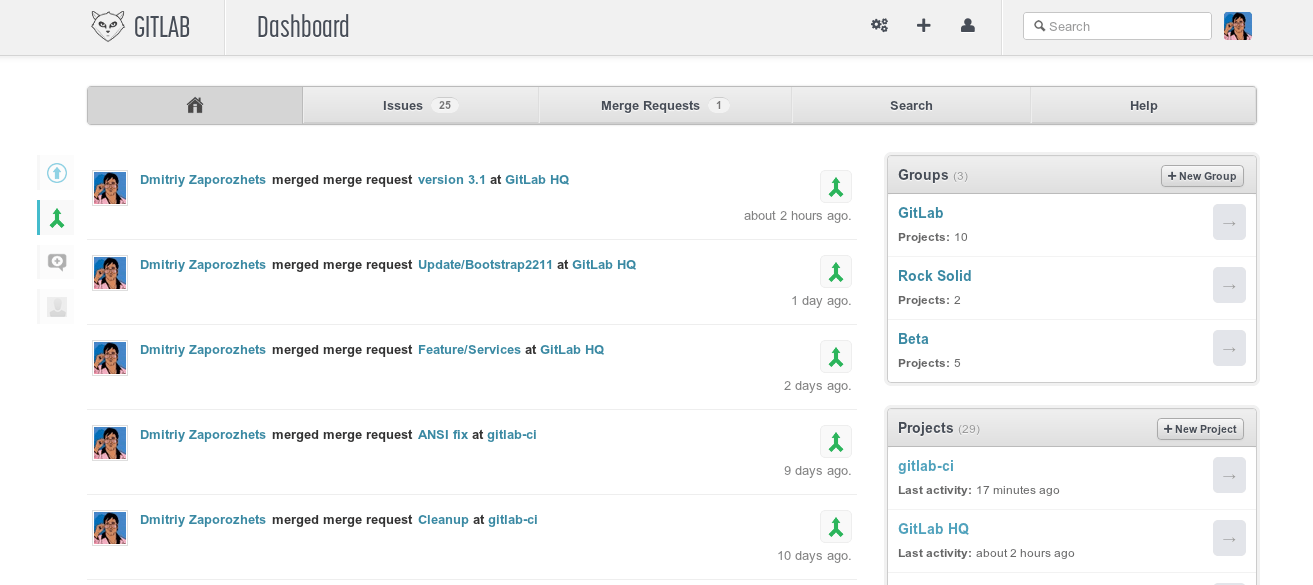 GITLAB
Dashboard
Search
Issues 25
Merge Requests 1
Search
Help
Dmitriy Zaporozhets merged merge request version 3.1 at GitLab HQ
about 2 hours ago.
Dmitriy Zaporozhets merged merge request Update/Bootstrap2211 at GitLab HQ
1 day ago.
Dmitriy Zaporozhets merged merge request Feature/Services at GitLab HQ
2 days ago.
Dmitriy Zaporozhets merged merge request ANSI fix at gitlab-ci
9 days ago.
Dmitriy Zaporozhets merged merge request Cleanup at gitlab-ci
10 days ago.
Groups (3)
+ New Group
GitLab
→
Projects: 10
Rock Solid
→
Projects: 2
Beta
→
Projects: 5
Projects (29)
+ New Project
gitlab-ci
→
Last activity: 17 minutes ago
GitLab HQ
→
Last activity: about 2 hours ago